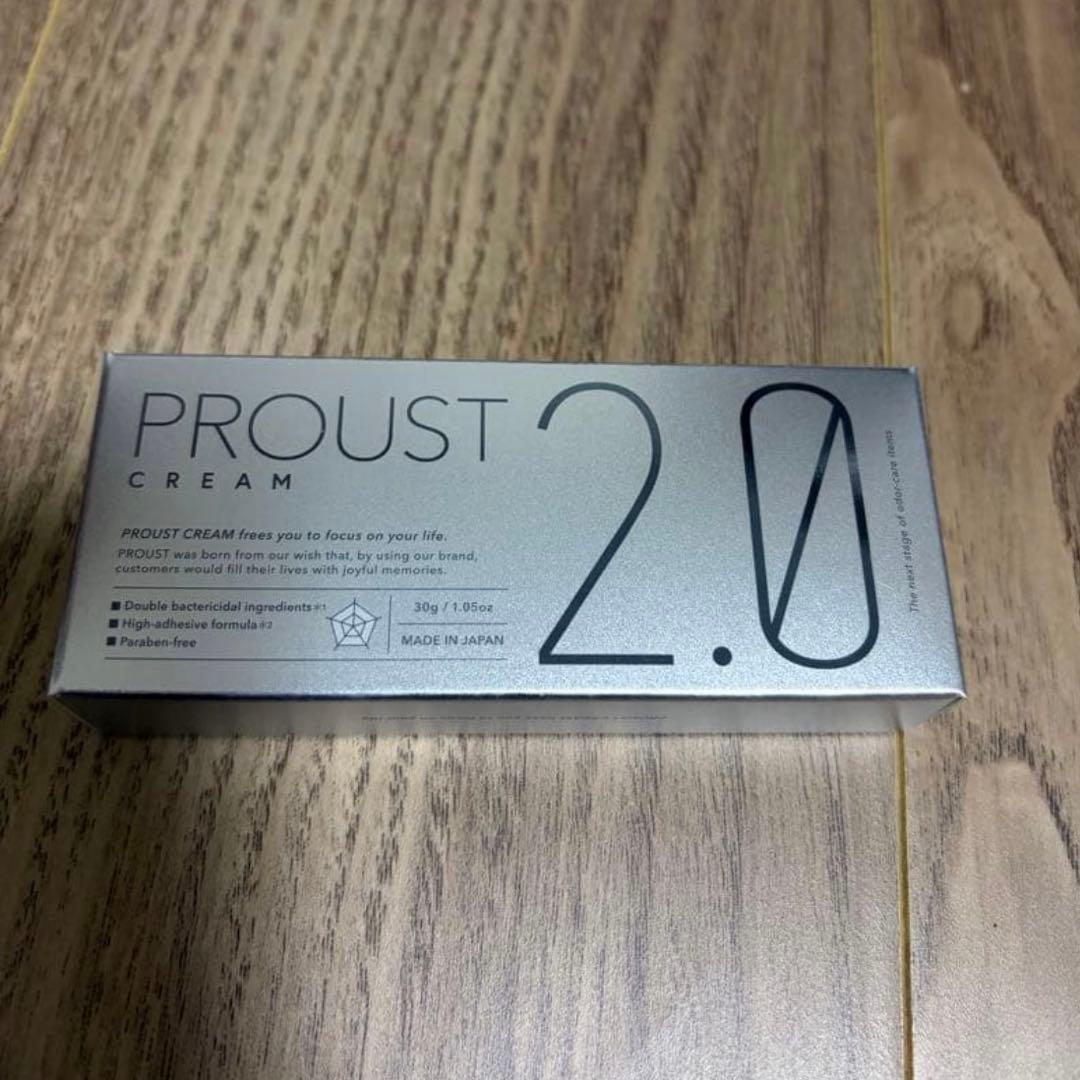 PROUST
CREAM
2.0
PROUST CREAM frees you to focus on your life.
PROUST was born from our wish that, by using our brand,
customers would fill their lives with joyful memories.
■ Double bactericidal ingredients※1
■ High-adhesive formula※2
■ Paraben-free
30g / 1.05oz
MADE IN JAPAN
The next stage of odor-care items